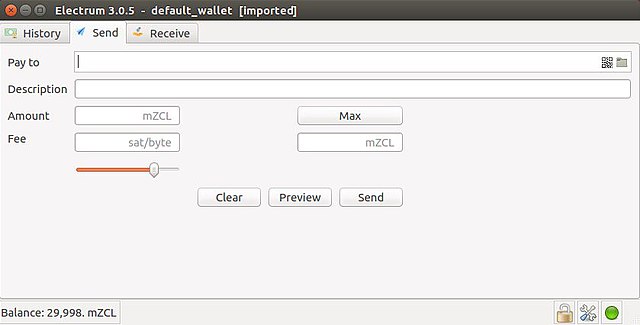 Electrum 3.0.5 - default_wallet [imported]
History Send Receive
Pay to
Description
Amount mZCL Max
Fee sat/byte mZCL
Clear Preview Send
Balance: 29,998. mZCL